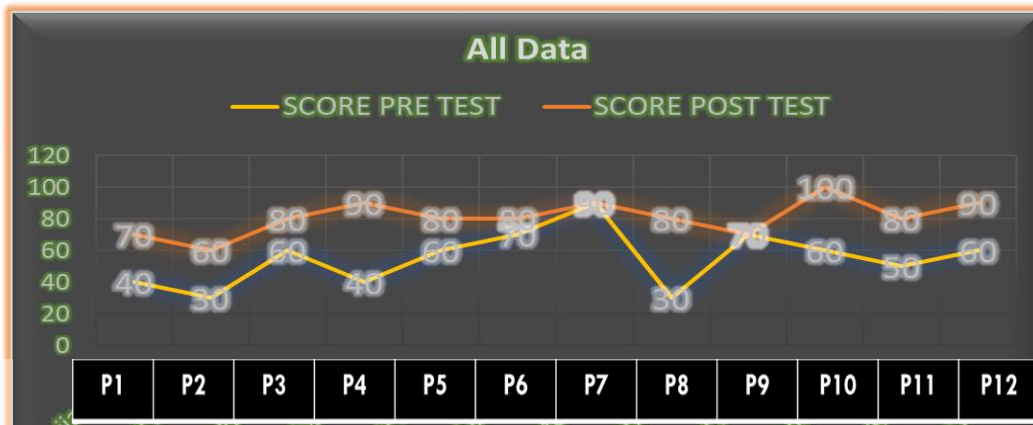 All Data
SCORE PRE TEST SCORE POST TEST
120
100
80
60
40
20
0
70 60 80 90 80 80 90 80 70 100 80 90
40 30 60 40 60 70 90 30 70 60 50 60
P1 P2 P3 P4 P5 P6 P7 P8 P9 P10 P11 P12